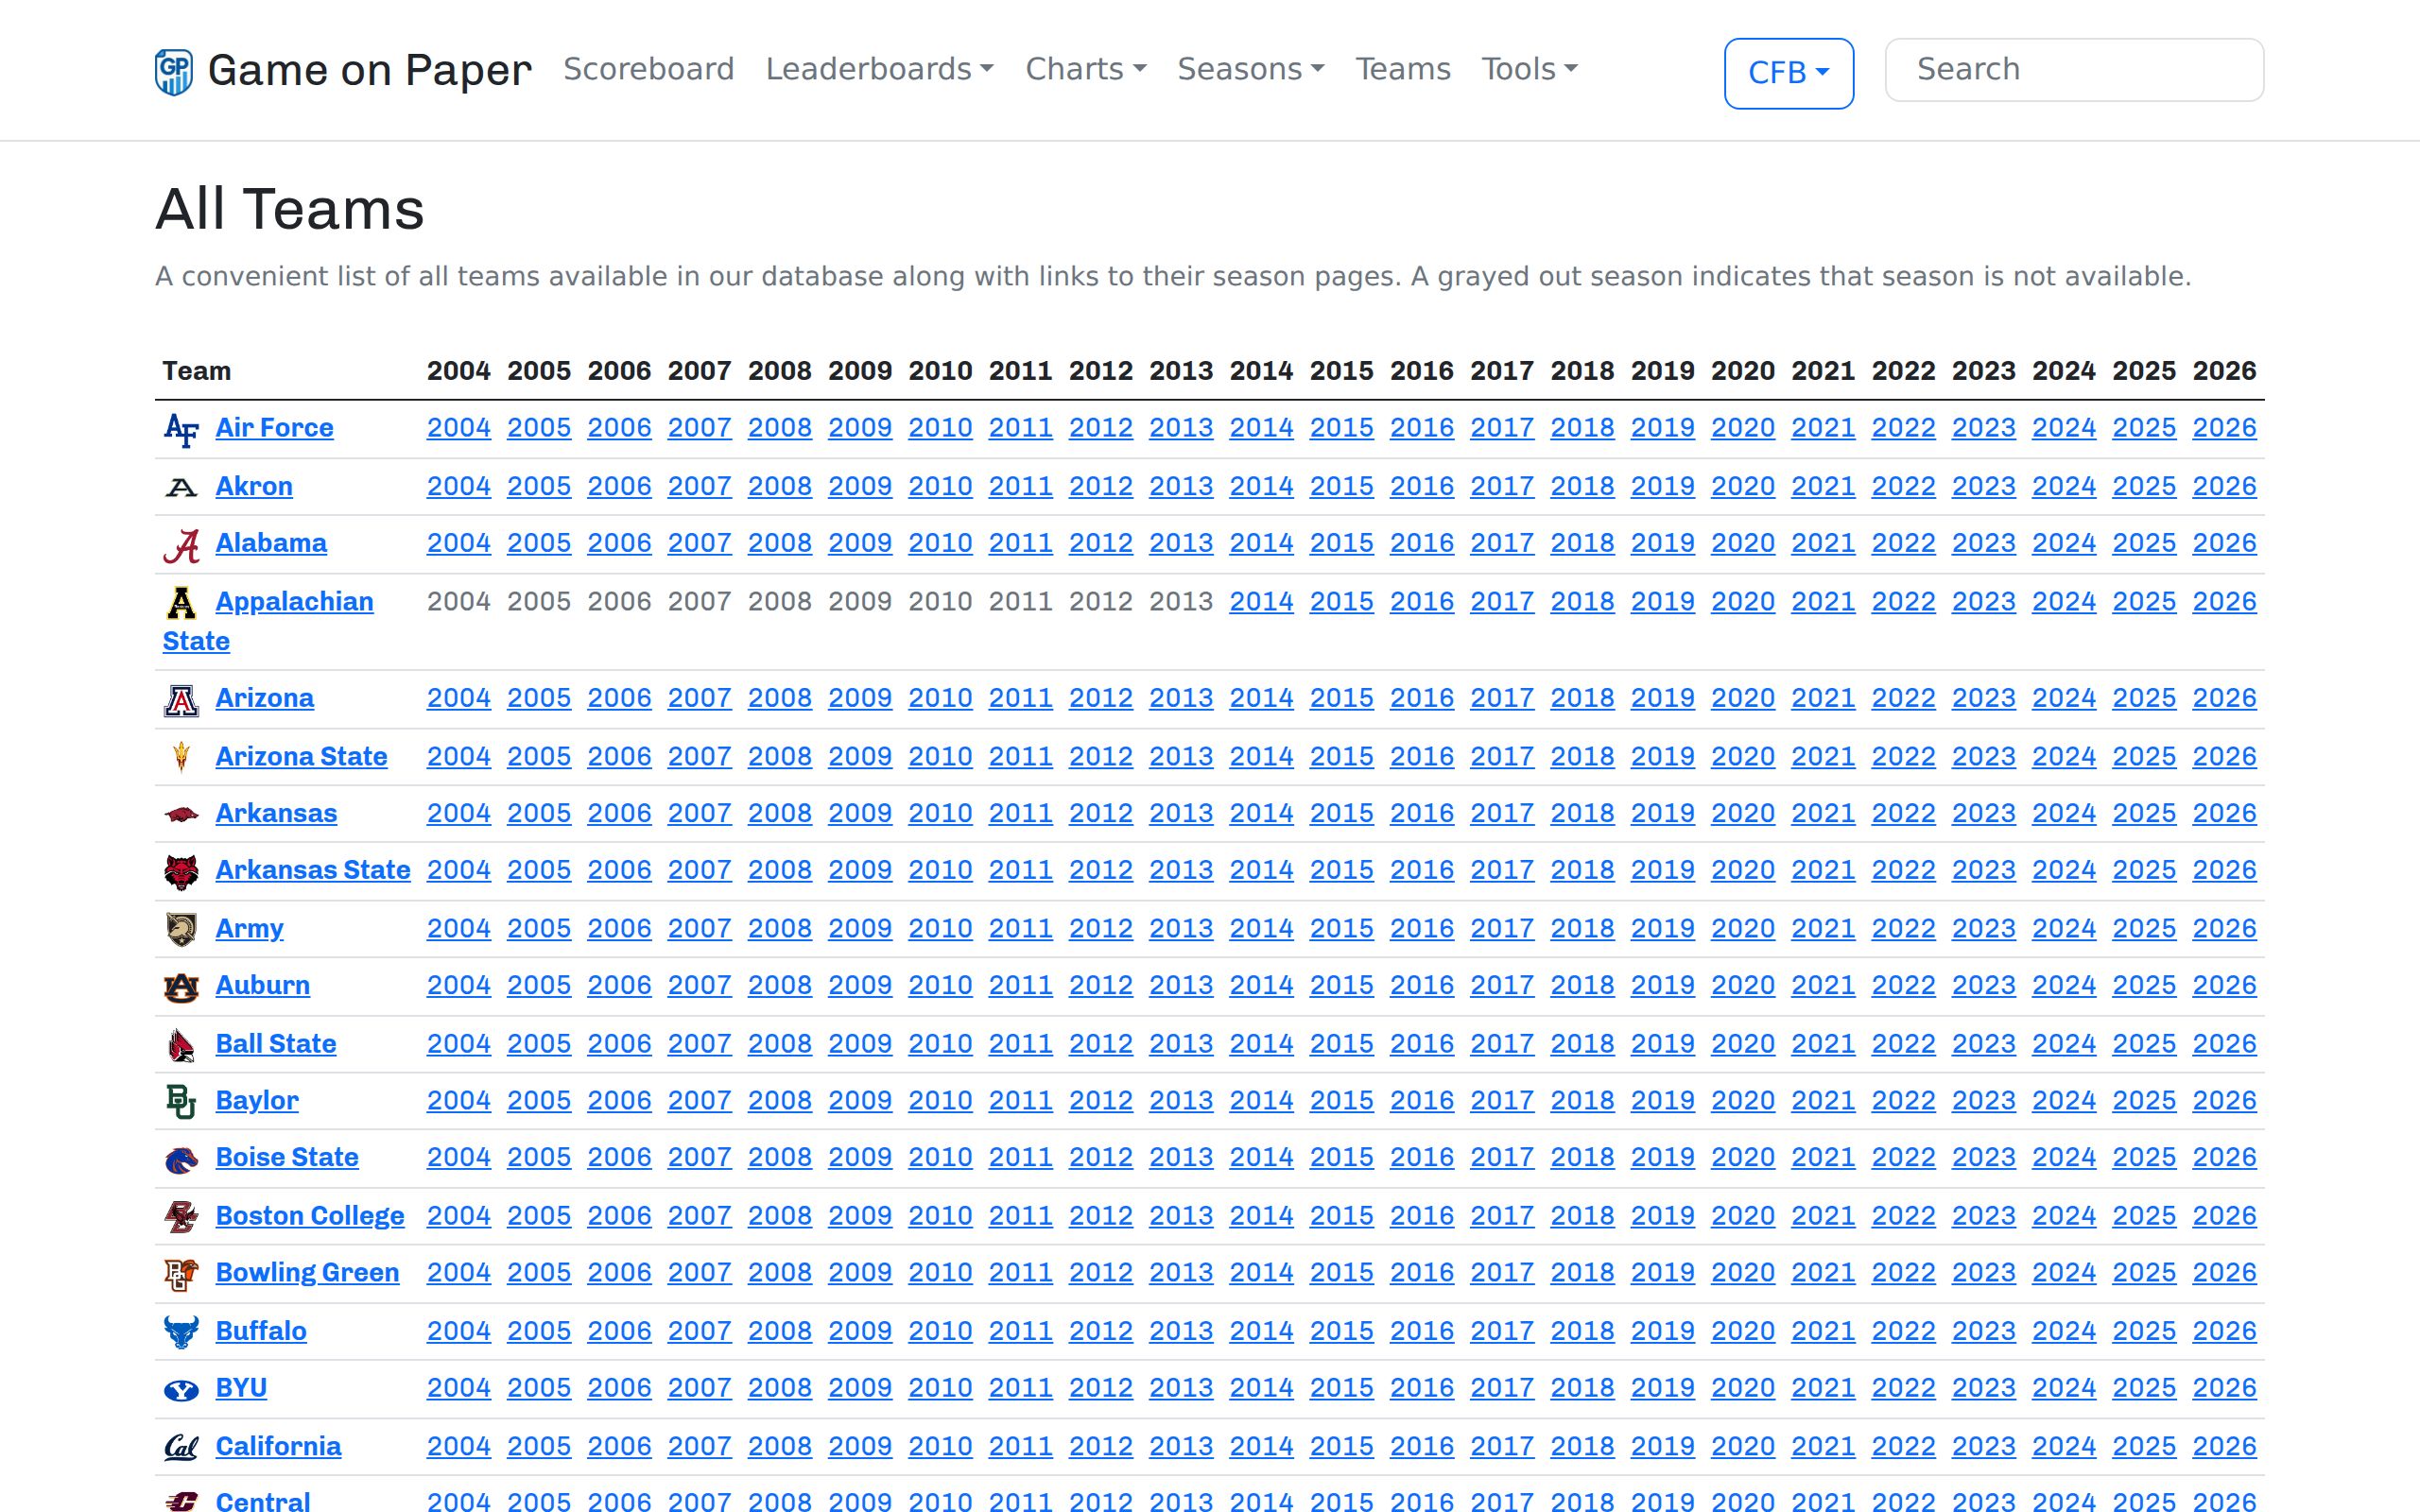 GP Game on Paper Scoreboard Leaderboards Charts Seasons Teams Tools CFB Search
All Teams
A convenient list of all teams available in our database along with links to their season pages. A grayed out season indicates that season is not available.
Team 2004 2005 2006 2007 2008 2009 2010 2011 2012 2013 2014 2015 2016 2017 2018 2019 2020 2021 2022 2023 2024 2025 2026
Air Force 2004 2005 2006 2007 2008 2009 2010 2011 2012 2013 2014 2015 2016 2017 2018 2019 2020 2021 2022 2023 2024 2025 2026
Akron 2004 2005 2006 2007 2008 2009 2010 2011 2012 2013 2014 2015 2016 2017 2018 2019 2020 2021 2022 2023 2024 2025 2026
Alabama 2004 2005 2006 2007 2008 2009 2010 2011 2012 2013 2014 2015 2016 2017 2018 2019 2020 2021 2022 2023 2024 2025 2026
Appalachian 2004 2005 2006 2007 2008 2009 2010 2011 2012 2013 2014 2015 2016 2017 2018 2019 2020 2021 2022 2023 2024 2025 2026
State
Arizona 2004 2005 2006 2007 2008 2009 2010 2011 2012 2013 2014 2015 2016 2017 2018 2019 2020 2021 2022 2023 2024 2025 2026
Arizona State 2004 2005 2006 2007 2008 2009 2010 2011 2012 2013 2014 2015 2016 2017 2018 2019 2020 2021 2022 2023 2024 2025 2026
Arkansas 2004 2005 2006 2007 2008 2009 2010 2011 2012 2013 2014 2015 2016 2017 2018 2019 2020 2021 2022 2023 2024 2025 2026
Arkansas State 2004 2005 2006 2007 2008 2009 2010 2011 2012 2013 2014 2015 2016 2017 2018 2019 2020 2021 2022 2023 2024 2025 2026
Army 2004 2005 2006 2007 2008 2009 2010 2011 2012 2013 2014 2015 2016 2017 2018 2019 2020 2021 2022 2023 2024 2025 2026
Auburn 2004 2005 2006 2007 2008 2009 2010 2011 2012 2013 2014 2015 2016 2017 2018 2019 2020 2021 2022 2023 2024 2025 2026
Ball State 2004 2005 2006 2007 2008 2009 2010 2011 2012 2013 2014 2015 2016 2017 2018 2019 2020 2021 2022 2023 2024 2025 2026
Baylor 2004 2005 2006 2007 2008 2009 2010 2011 2012 2013 2014 2015 2016 2017 2018 2019 2020 2021 2022 2023 2024 2025 2026
Boise State 2004 2005 2006 2007 2008 2009 2010 2011 2012 2013 2014 2015 2016 2017 2018 2019 2020 2021 2022 2023 2024 2025 2026
Boston College 2004 2005 2006 2007 2008 2009 2010 2011 2012 2013 2014 2015 2016 2017 2018 2019 2020 2021 2022 2023 2024 2025 2026
Bowling Green 2004 2005 2006 2007 2008 2009 2010 2011 2012 2013 2014 2015 2016 2017 2018 2019 2020 2021 2022 2023 2024 2025 2026
Buffalo 2004 2005 2006 2007 2008 2009 2010 2011 2012 2013 2014 2015 2016 2017 2018 2019 2020 2021 2022 2023 2024 2025 2026
BYU 2004 2005 2006 2007 2008 2009 2010 2011 2012 2013 2014 2015 2016 2017 2018 2019 2020 2021 2022 2023 2024 2025 2026
Cal California 2004 2005 2006 2007 2008 2009 2010 2011 2012 2013 2014 2015 2016 2017 2018 2019 2020 2021 2022 2023 2024 2025 2026
Central 2004 2005 2006 2007 2008 2009 2010 2011 2012 2013 2014 2015 2016 2017 2018 2019 2020 2021 2022 2023 2024 2025 2026